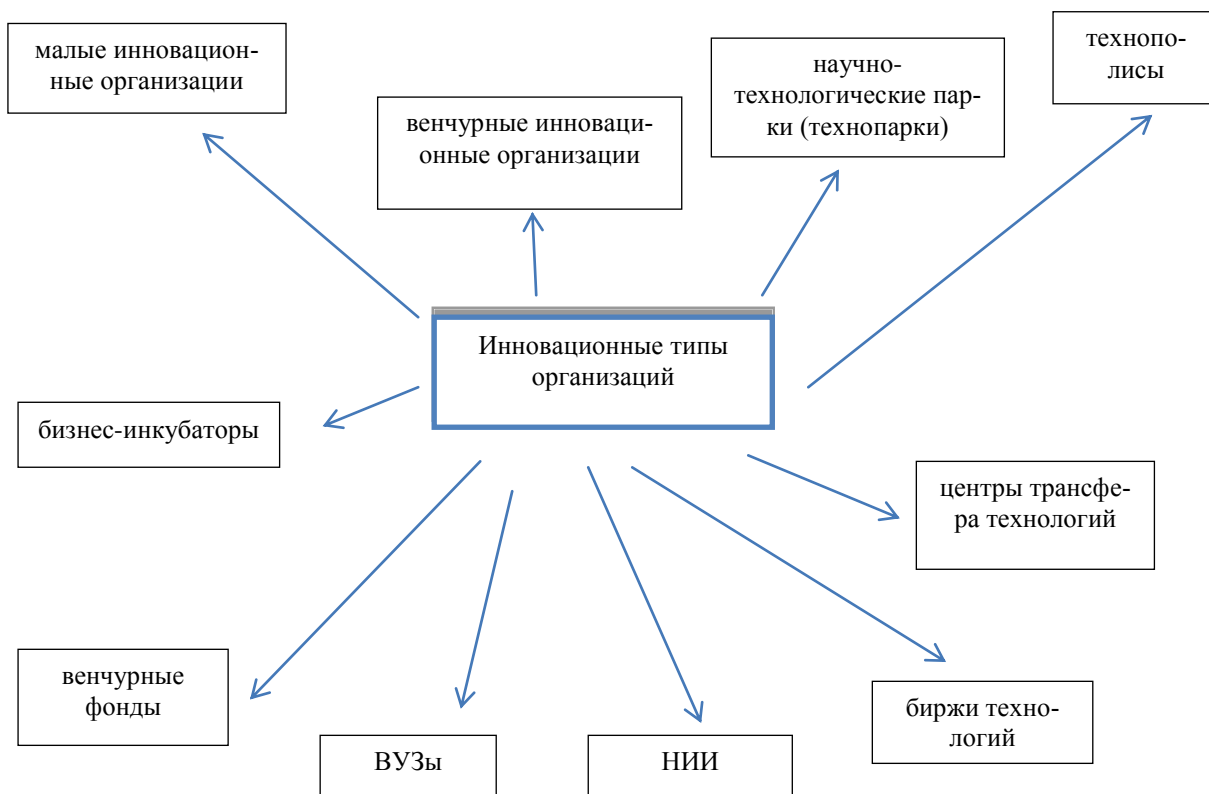 малые инновацион-
ные организации
венчурные инноваци-
онные организации
научно-
технологические пар-
ки (технопарки)
технопо-
лисы
Инновационные типы
организаций
бизнес-инкубаторы
центры трансфе-
ра технологий
венчурные
фонды
ВУЗы
НИИ
биржи техно-
логий